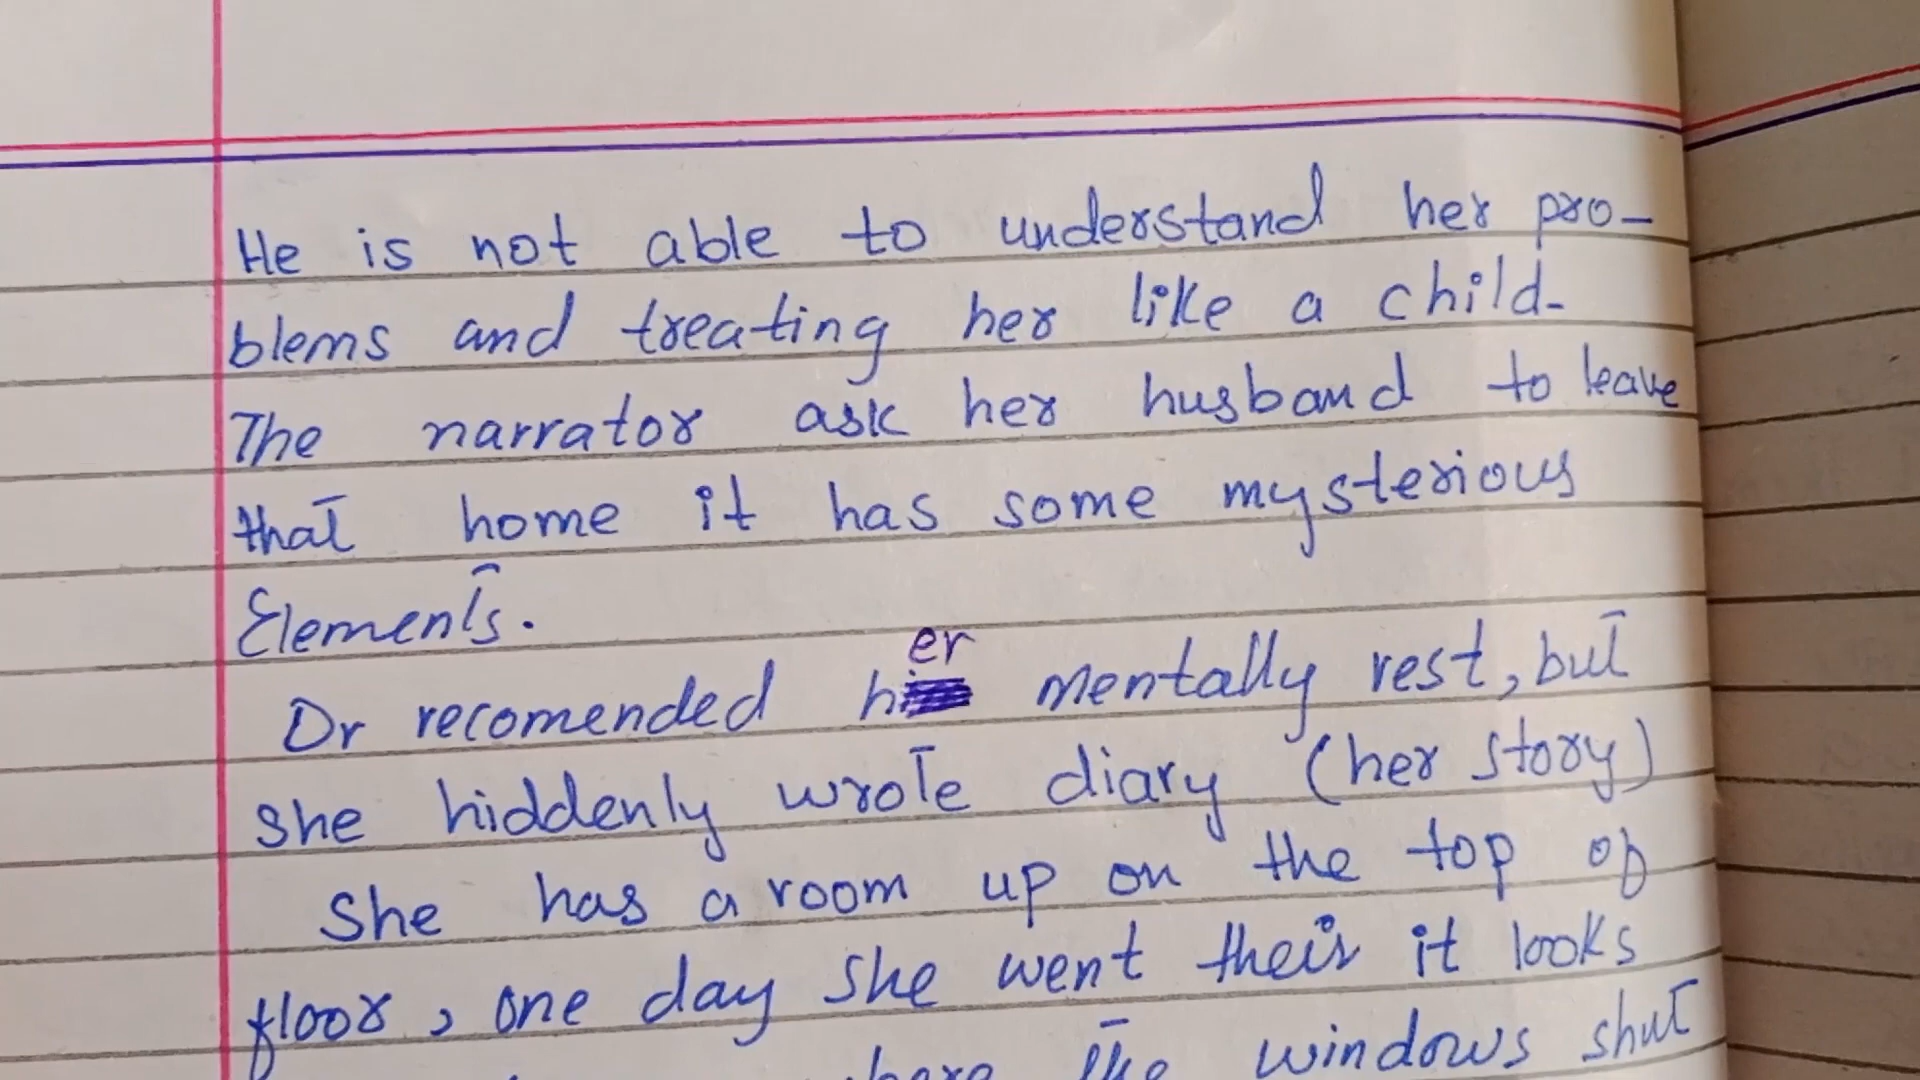 He is not able to understand her pro-
blems and treating her like a child.
The narrator ask her husband to leave
that home it has some mysterious
Elements.
Dr recomended her mentally rest, but
she hiddenly wrote diary (her story)
She has a room up on the top of
floor, one day she went their it looks
the windows shut